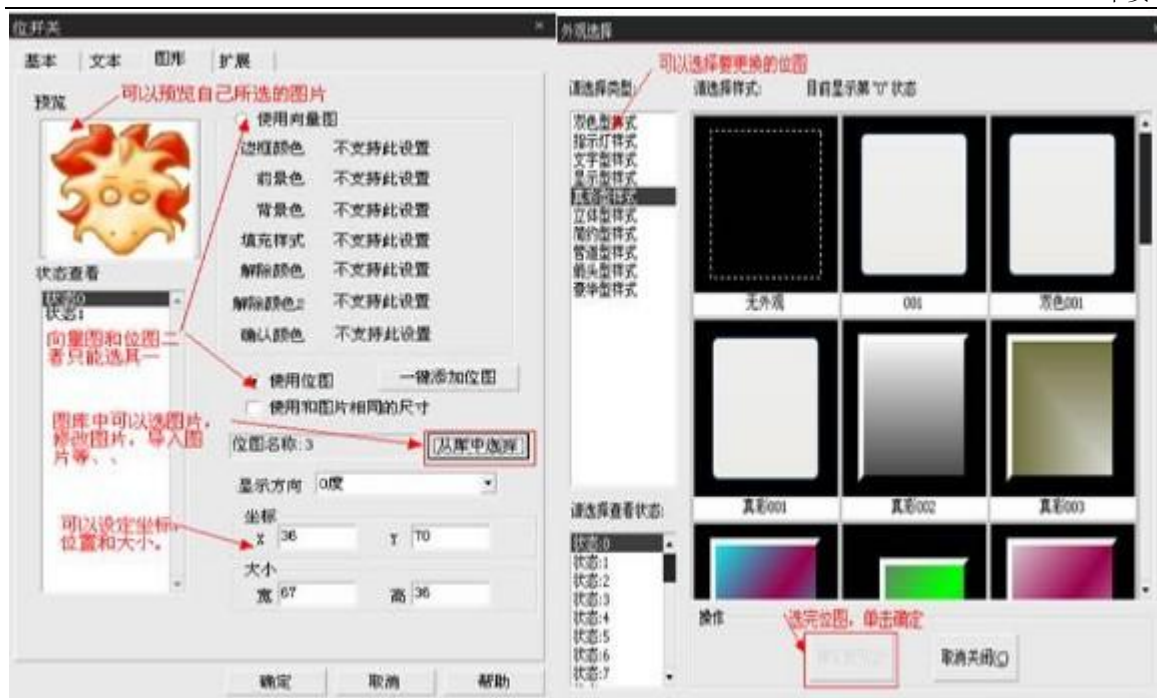 位开关
基本 文本 图形 扩展
预览
可以预览自己所选的图片
使用向量图
边框颜色 不支持此设置
前景色 不支持此设置
背景色 不支持此设置
填充样式 不支持此设置
解除颜色 不支持此设置
解除颜色2 不支持此设置
确认颜色 不支持此设置
状态查看
状态0
状态1
向量图和位图二
者只能选其一
使用位图 一键添加位图
使用和图片相同的尺寸
图库中可以选图片,
修改图片,导入图
片等、、
位图名称:3 从库中选择
显示方向 0度
可以设定坐标,
位置和大小。
坐标
X 36 Y 70
大小
宽 67 高 36
确定 取消 帮助
外观选择
可以选择要更换的位图
请选择类型: 请选择样式: 目前显示第"0"状态
双色型样式
指示灯样式
文字型样式
显示型样式
真彩型样式
立体型样式
简约型样式
管道型样式
箭头型样式
豪华型样式
无外观 001 双色001
真彩001 真彩002 真彩003
请选择查看状态:
状态:0
状态:1
状态:2
状态:3
状态:4
状态:5
状态:6
状态:7
操作
选完位图,单击确定
取消关闭(C)